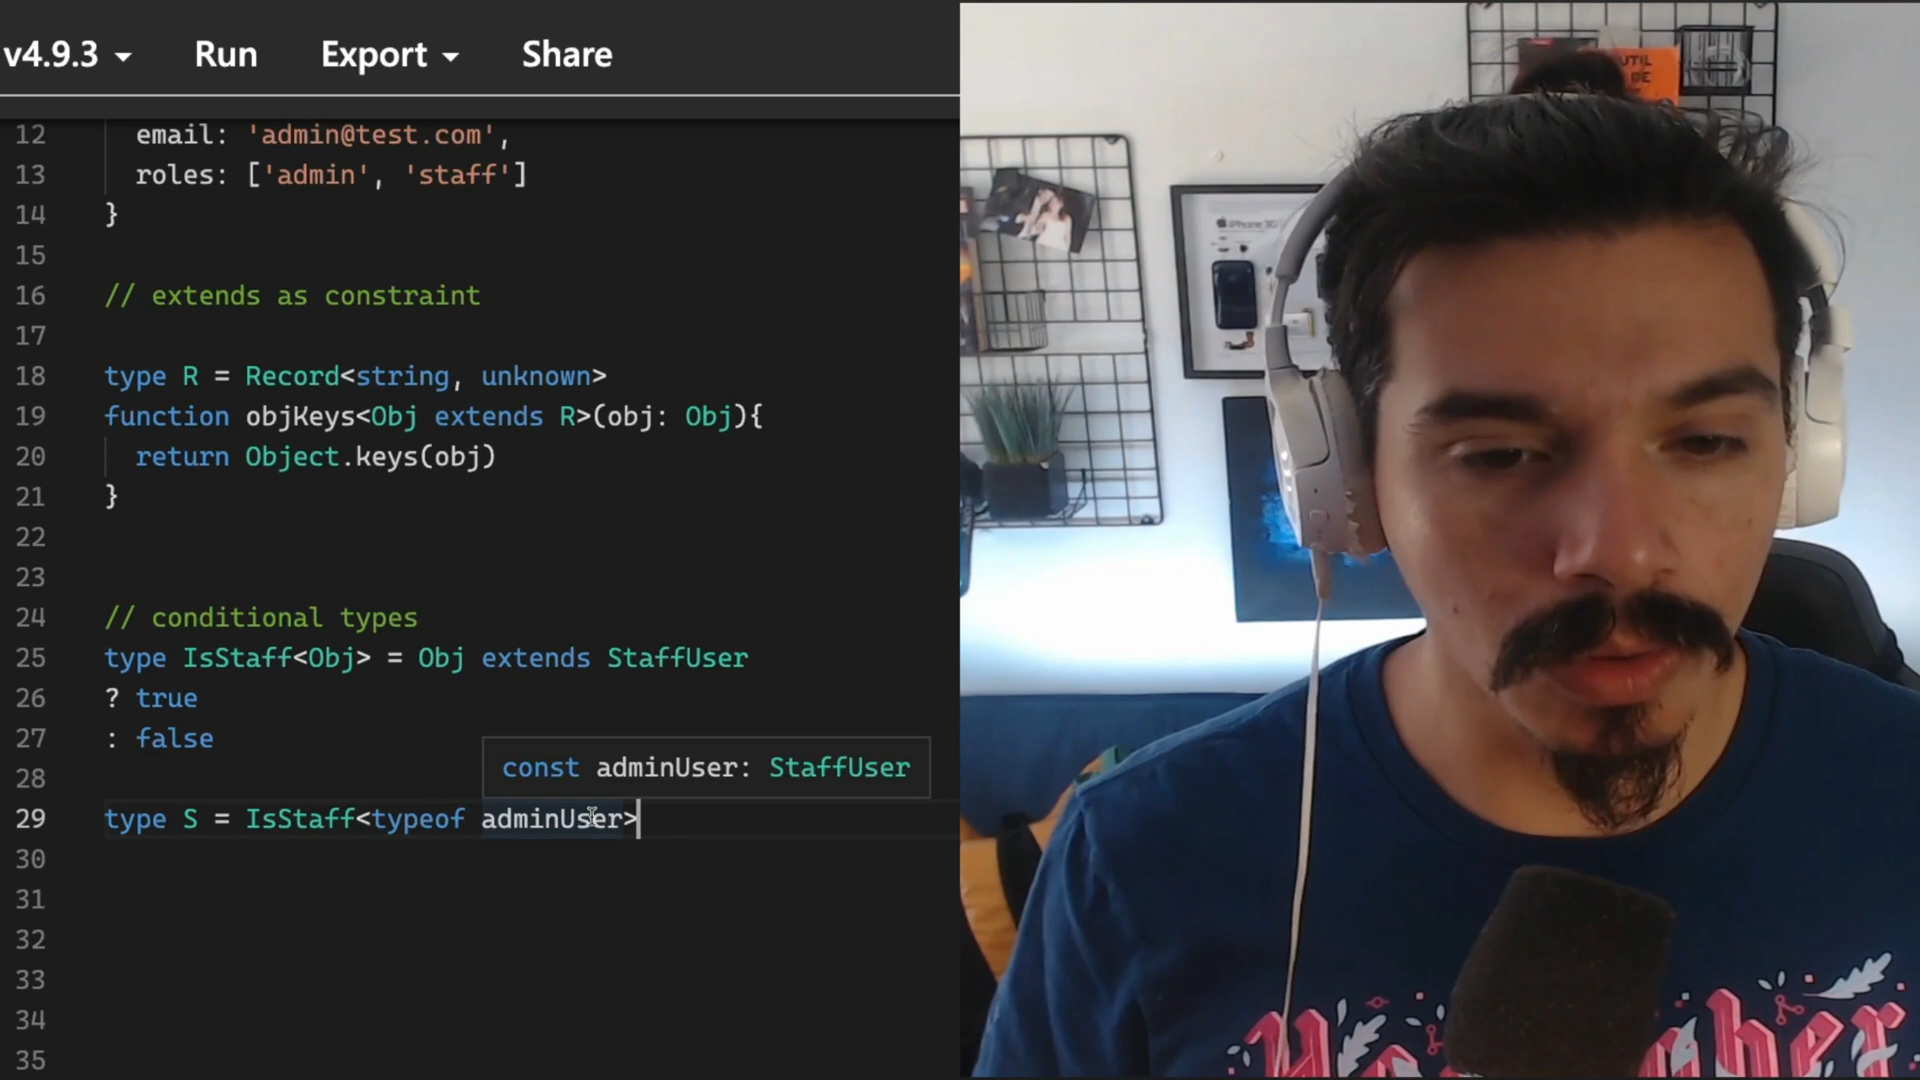 v4.9.3 Run Export Share
12 email: 'admin@test.com',
13 roles: ['admin', 'staff']
14 }
15
16 // extends as constraint
17
18 type R = Record<string, unknown>
19 function objKeys<Obj extends R>(obj: Obj){
20 return Object.keys(obj)
21 }
22
23
24 // conditional types
25 type IsStaff<Obj> = Obj extends StaffUser
26 ? true
27 : false
28
const adminUser: StaffUser
29 type S = IsStaff<typeof adminUser>
30
31
32
33
34
35
iPhone 3G